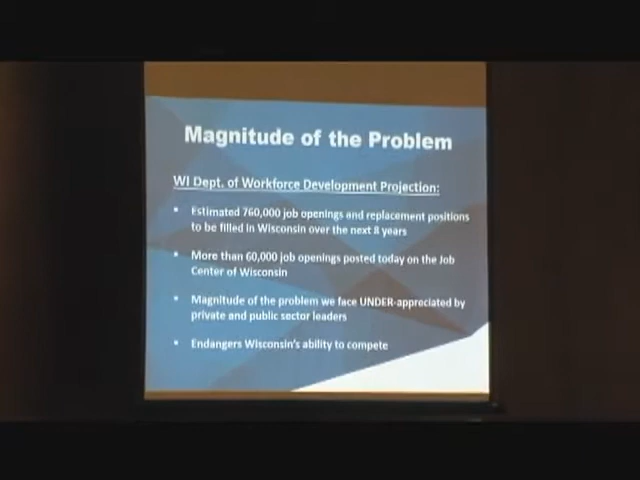 Magnitude of the Problem
WI Dept. of Workforce Development Projection:
• Estimated 760,000 job openings and replacement positions
to be filled in Wisconsin over the next 8 years
• More than 60,000 job openings posted today on the Job
Center of Wisconsin
• Magnitude of the problem we face UNDER-appreciated by
private and public sector leaders
• Endangers Wisconsin's ability to compete